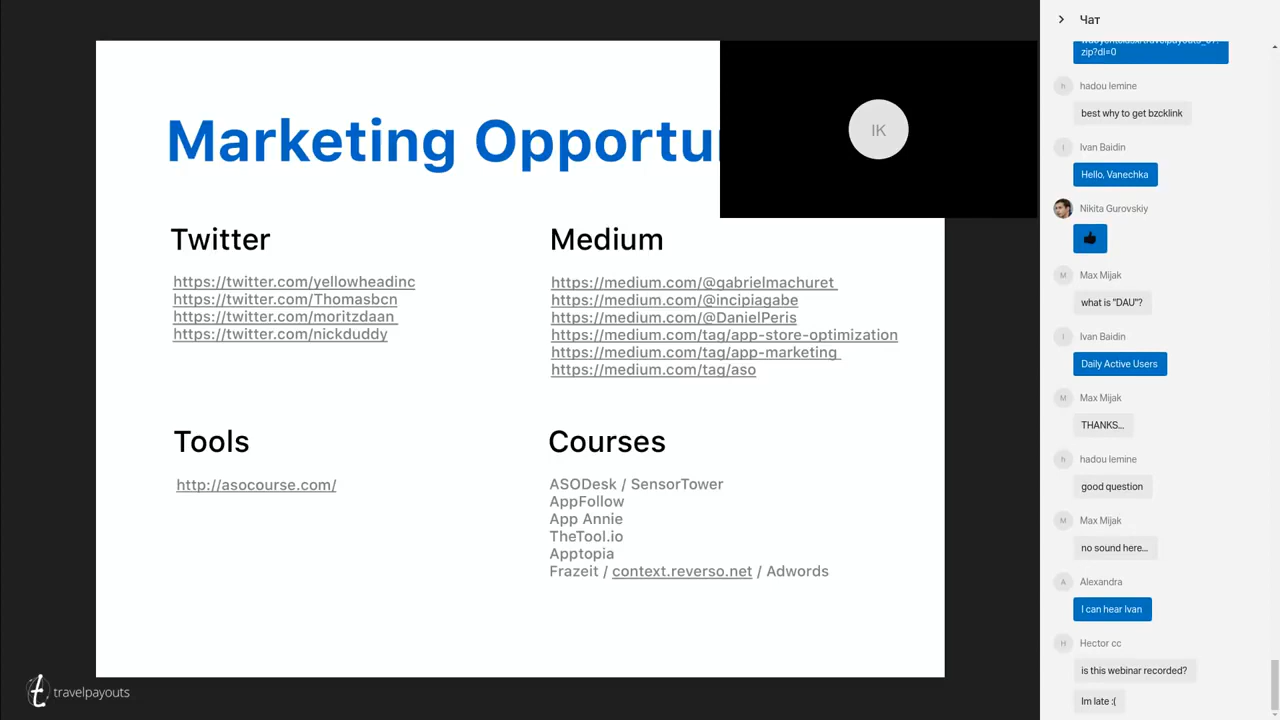 Marketing Opportu
IK
Twitter
https://twitter.com/yellowheadinc
https://twitter.com/Thomasbcn
https://twitter.com/moritzdaan
https://twitter.com/nickduddy
Medium
https://medium.com/@gabrielmachuret
https://medium.com/@incipiagabe
https://medium.com/@DanielPeris
https://medium.com/tag/app-store-optimization
https://medium.com/tag/app-marketing
https://medium.com/tag/aso
Tools
http://asocourse.com/
Courses
ASODesk / SensorTower
AppFollow
App Annie
TheTool.io
Apptopia
Frazeit / context.reverso.net / Adwords
travelpayouts
Чат
zip?dl=0
h
hadou lemine
best why to get bzcklink
I
Ivan Baidin
Hello, Vanechka
Nikita Gurovskiy
M
Max Mijak
what is "DAU"?
I
Ivan Baidin
Daily Active Users
M
Max Mijak
THANKS...
h
hadou lemine
good question
M
Max Mijak
no sound here...
A
Alexandra
I can hear Ivan
H
Hector cc
is this webinar recorded?
Im late :(